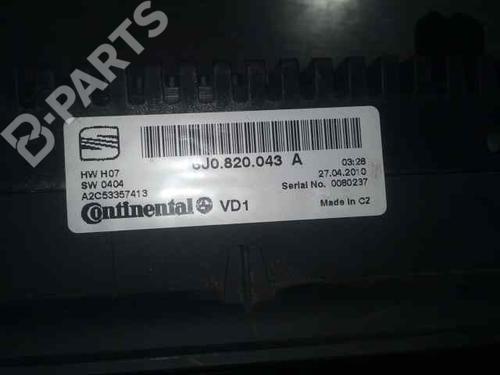 B-PARTS
6J0.820.043 A
HW H07
SW 0404
A2C53357413
03:28
27.04.2010
Serial No. 0080237
Continental VD1
Made in CZ